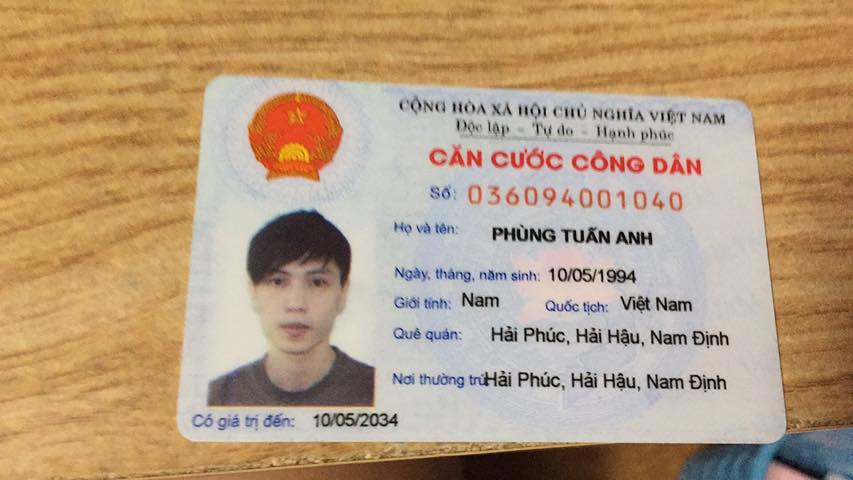 CỘNG HÒA XÃ HỘI CHỦ NGHĨA VIỆT NAM
Độc lập - Tự do - Hạnh phúc
CĂN CƯỚC CÔNG DÂN
Số: 036094001040
Họ và tên: PHÙNG TUẤN ANH
Ngày, tháng, năm sinh: 10/05/1994
Giới tính: Nam Quốc tịch: Việt Nam
Quê quán: Hải Phúc, Hải Hậu, Nam Định
Nơi thường trú: Hải Phúc, Hải Hậu, Nam Định
Có giá trị đến: 10/05/2034